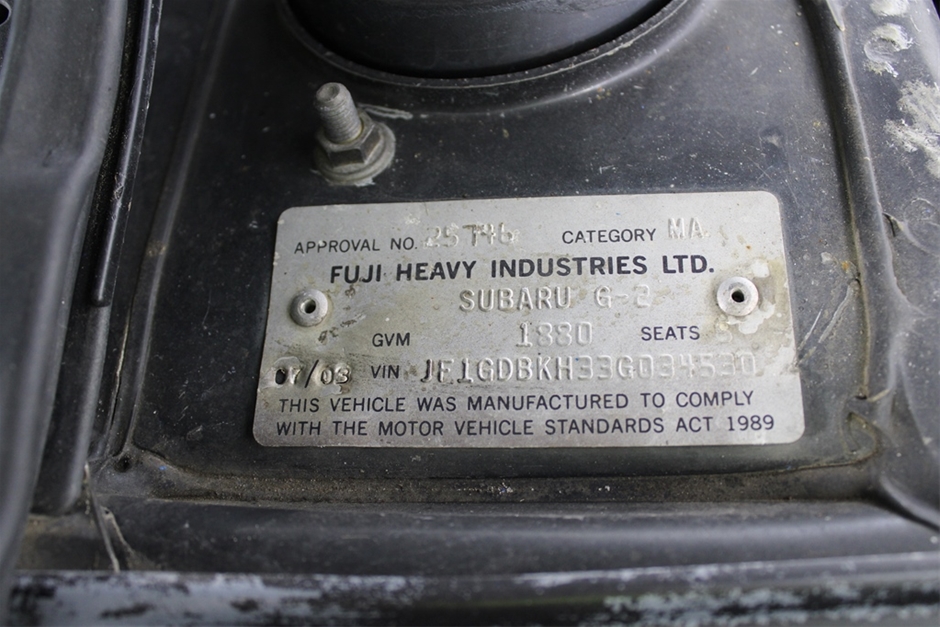 APPROVAL NO. 25746 CATEGORY MA.
FUJI HEAVY INDUSTRIES LTD.
SUBARU G-2
GVM 1880 SEATS
07/03 VIN JF1GDBKH33G034530
THIS VEHICLE WAS MANUFACTURED TO COMPLY
WITH THE MOTOR VEHICLE STANDARDS ACT 1989